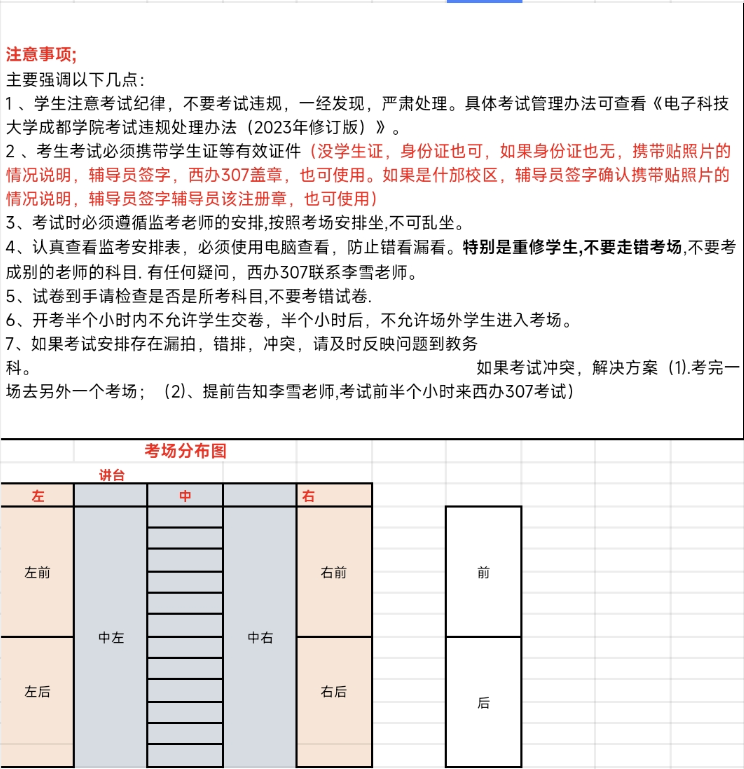 注意事项;
主要强调以下几点：
1 、学生注意考试纪律，不要考试违规，一经发现，严肃处理。具体考试管理办法可查看《电子科技
大学成都学院考试违规处理办法（2023年修订版）》。
2 、考生考试必须携带学生证等有效证件（没学生证，身份证也可，如果身份证也无，携带贴照片的
情况说明，辅导员签字，西办307盖章，也可使用。如果是什邡校区，辅导员签字确认携带贴照片的
情况说明，辅导员签字辅导员该注册章，也可使用）
3、考试时必须遵循监考老师的安排,按照考场安排坐,不可乱坐。
4、认真查看监考安排表，必须使用电脑查看，防止错看漏看。特别是重修学生,不要走错考场,不要考
成别的老师的科目. 有任何疑问，西办307联系李雪老师。
5、试卷到手请检查是否是所考科目,不要考错试卷.
6、开考半个小时内不允许学生交卷，半个小时后，不允许场外学生进入考场。
7、如果考试安排存在漏拍，错排，冲突，请及时反映问题到教务
科。 如果考试冲突，解决方案（1).考完一
场去另外一个考场；（2)、提前告知李雪老师,考试前半个小时来西办307考试）
考场分布图
讲台
左 中 右
左前 右前 前
中左 中右
左后 右后
后